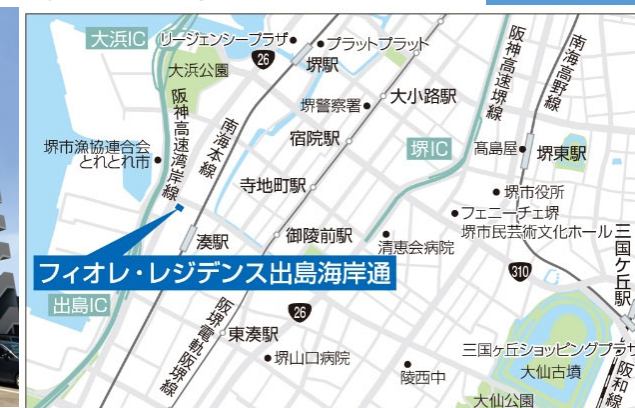 大浜IC
リージェンシープラザ
プラットプラット
26
堺駅
大浜公園
阪神高速湾岸線
南海本線
堺警察署
大小路駅
阪神高速堺線
南海高野線
宿院駅
堺IC
髙島屋
堺東駅
堺市漁協連合会
とれとれ市
寺地町駅
堺市役所
フェニーチェ堺
堺市民芸術文化ホール
三国ヶ丘駅
湊駅
御陵前駅
清恵会病院
310
フィオレ・レジデンス出島海岸通
出島IC
26
阪堺電軌阪堺線
東湊駅
堺山口病院
陵西中
三国ヶ丘ショッピングプラザ
大仙古墳
大仙公園
阪和線